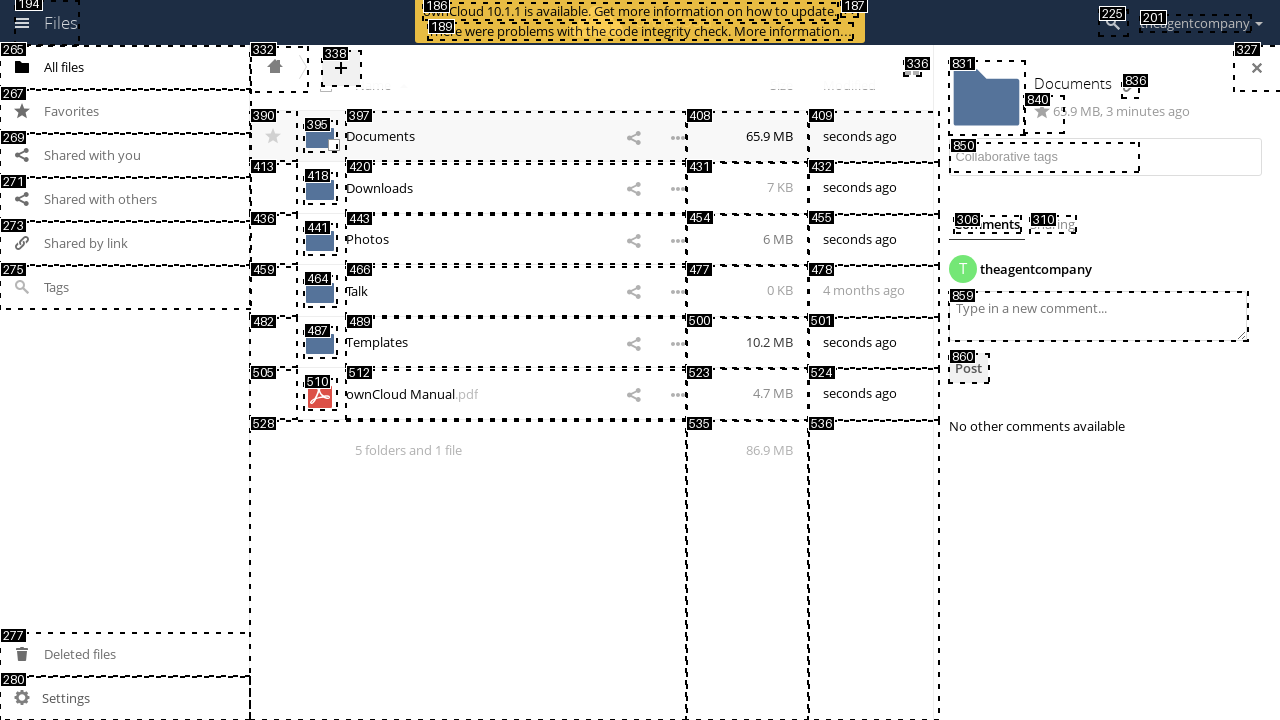 194
Files
186
ownCloud 10.1.1 is available. Get more information on how to update.
187
189
were problems with the code integrity check. More information…
225
201
theagentcompany
265
All files
267
Favorites
269
Shared with you
271
Shared with others
273
Shared by link
275
Tags
277
Deleted files
280
Settings
332
338
+
336
390
395
397
Documents
408
65.9 MB
409
seconds ago
413
418
420
Downloads
431
7 KB
432
seconds ago
436
441
443
Photos
454
6 MB
455
seconds ago
459
464
466
Talk
477
0 KB
478
4 months ago
482
487
489
Templates
500
10.2 MB
501
seconds ago
505
510
512
ownCloud Manual.pdf
523
4.7 MB
524
seconds ago
528
5 folders and 1 file
535
86.9 MB
536
327
831
Documents
836
840
65.9 MB, 3 minutes ago
850
Collaborative tags
306
Comments
310
Sharing
T
theagentcompany
859
Type in a new comment...
860
Post
No other comments available